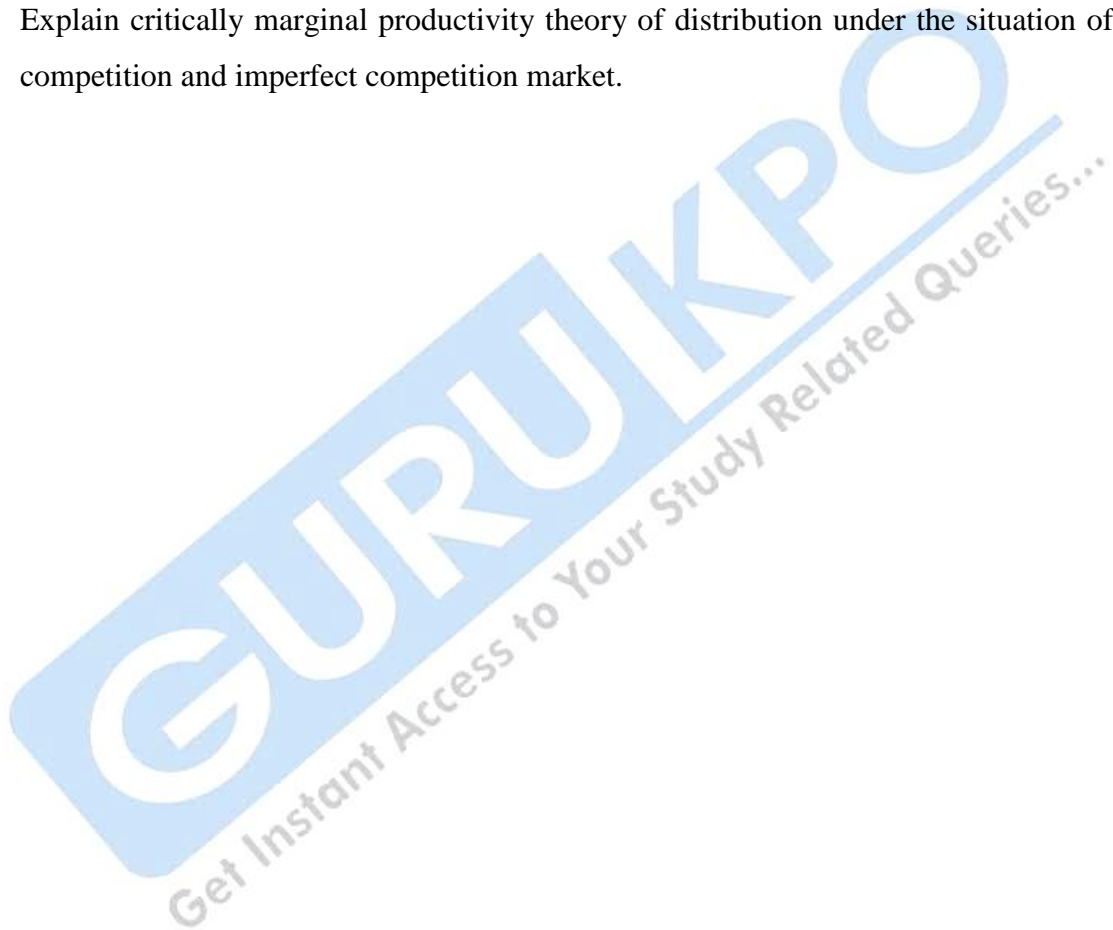 Explain critically marginal productivity theory of distribution under the situation of
competition and imperfect competition market.
GURUKPO
Get Instant Access to Your Study Related Queries...